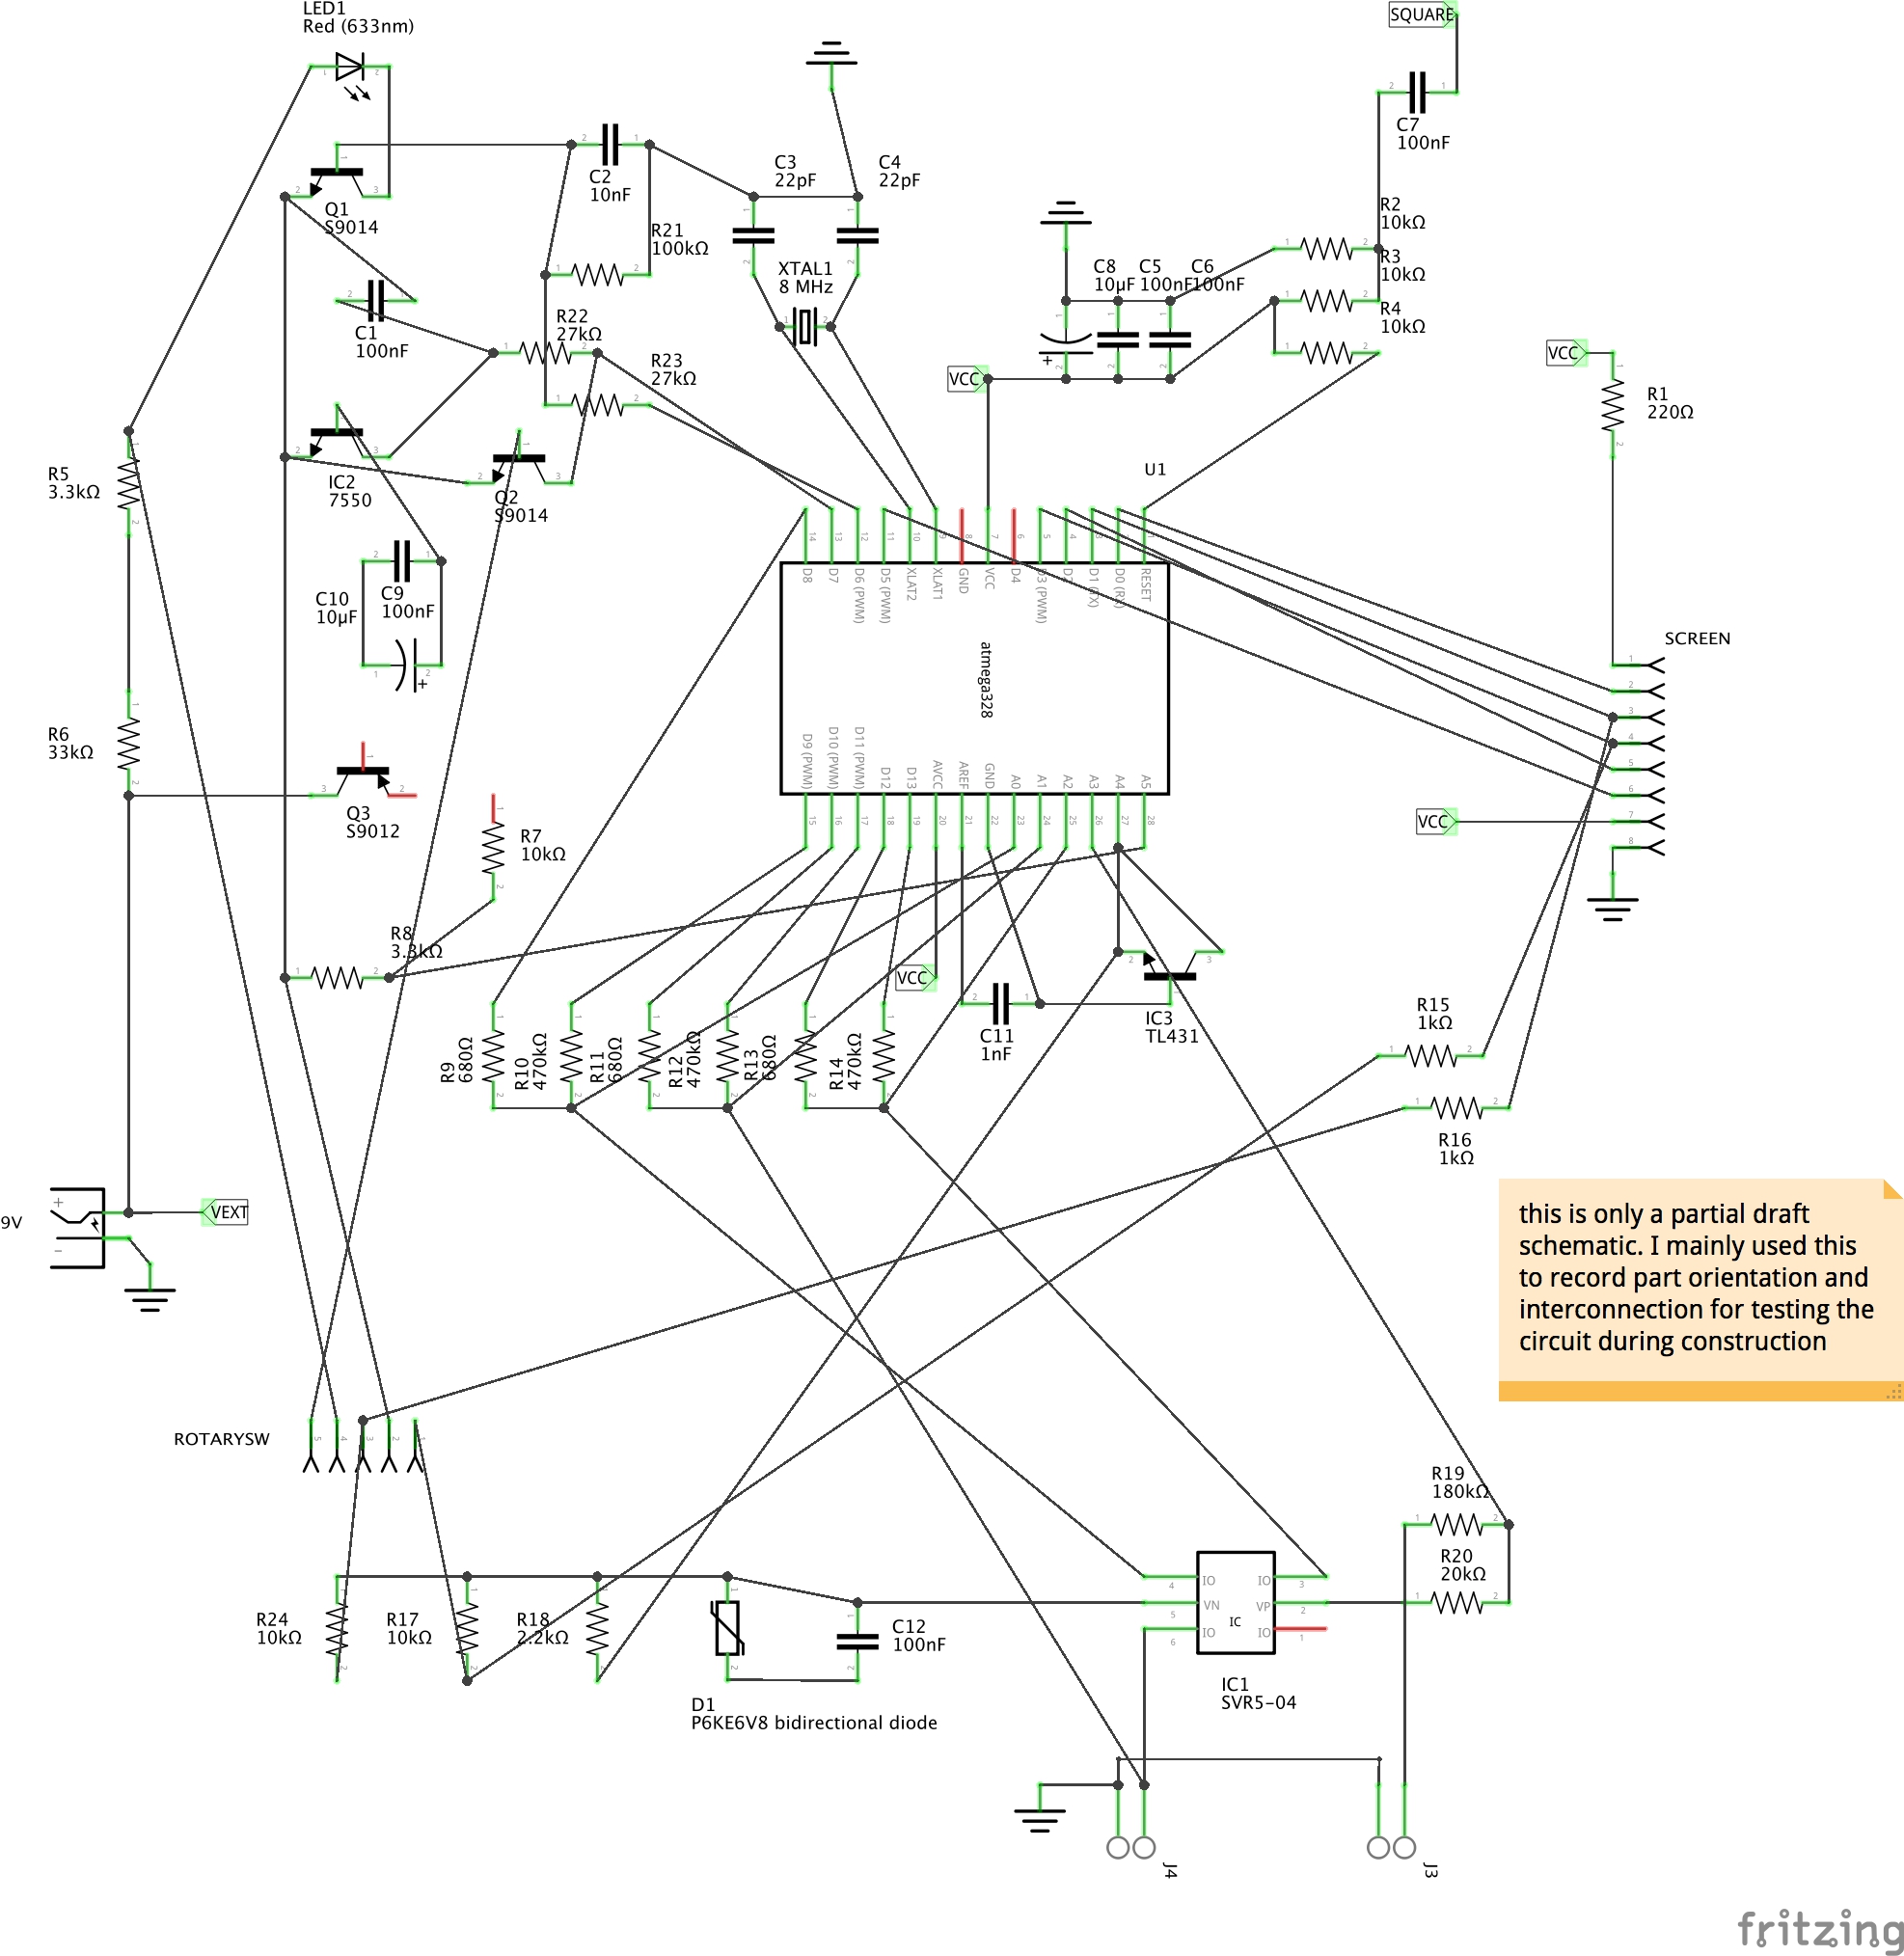 LED1
Red (633nm)
SQUARE
C7
100nF
C3
22pF
C4
22pF
C2
10nF
Q1
S9014
R21
100kΩ
R2
10kΩ
R3
10kΩ
R4
10kΩ
XTAL1
8 MHz
C8
10µF
C5
100nF
C6
100nF
C1
100nF
R22
27kΩ
R23
27kΩ
VCC
VCC
R1
220Ω
R5
3.3kΩ
IC2
7550
Q2
S9014
U1
C10
10µF
C9
100nF
D8
D7
D6 (PWM)
D5 (PWM)
XLAT2
XLAT1
GND
VCC
D4
D3 (PWM)
D2
D1 (TX)
D0 (RX)
RESET
atmega328
SCREEN
R6
33kΩ
D9 (PWM)
D10 (PWM)
D11 (PWM)
D12
D13
AVCC
AREF
GND
A0
A1
A2
A3
A4
A5
Q3
S9012
R7
10kΩ
VCC
R8
3.3kΩ
VCC
R9
680Ω
R10
470kΩ
R11
680Ω
R12
470kΩ
R13
680Ω
R14
470kΩ
C11
1nF
IC3
TL431
R15
1kΩ
R16
1kΩ
9V
+
−
VEXT
this is only a partial draft
schematic. I mainly used this
to record part orientation and
interconnection for testing the
circuit during construction
ROTARYSW
R19
180kΩ
R20
20kΩ
R24
10kΩ
R17
10kΩ
R18
2.2kΩ
C12
100nF
D1
P6KE6V8 bidirectional diode
IO
VN
IO
IO
VP
IO
IC
IC1
SVR5-04
J4
J3
fritzing